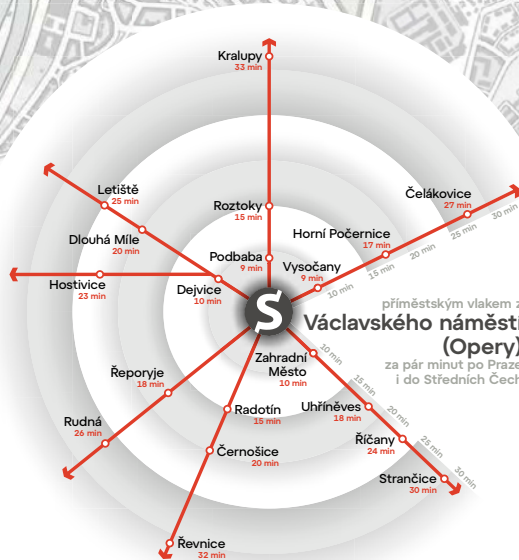 Kralupy
33 min
Letiště
25 min
Čelákovice
27 min
Roztoky
15 min
30 min
25 min
20 min
15 min
10 min
Horní Počernice
17 min
Dlouhá Míle
20 min
Podbaba
9 min
Vysočany
9 min
Hostivice
23 min
Dejvice
10 min
S
příměstským vlakem z
Václavského náměstí
(Opery)
za pár minut po Praze
i do Středních Čech
Zahradní
Město
10 min
10 min
15 min
20 min
25 min
30 min
Řeporyje
18 min
Radotín
15 min
Uhříněves
18 min
Rudná
26 min
Černošice
20 min
Říčany
24 min
Strančice
30 min
Řevnice
32 min